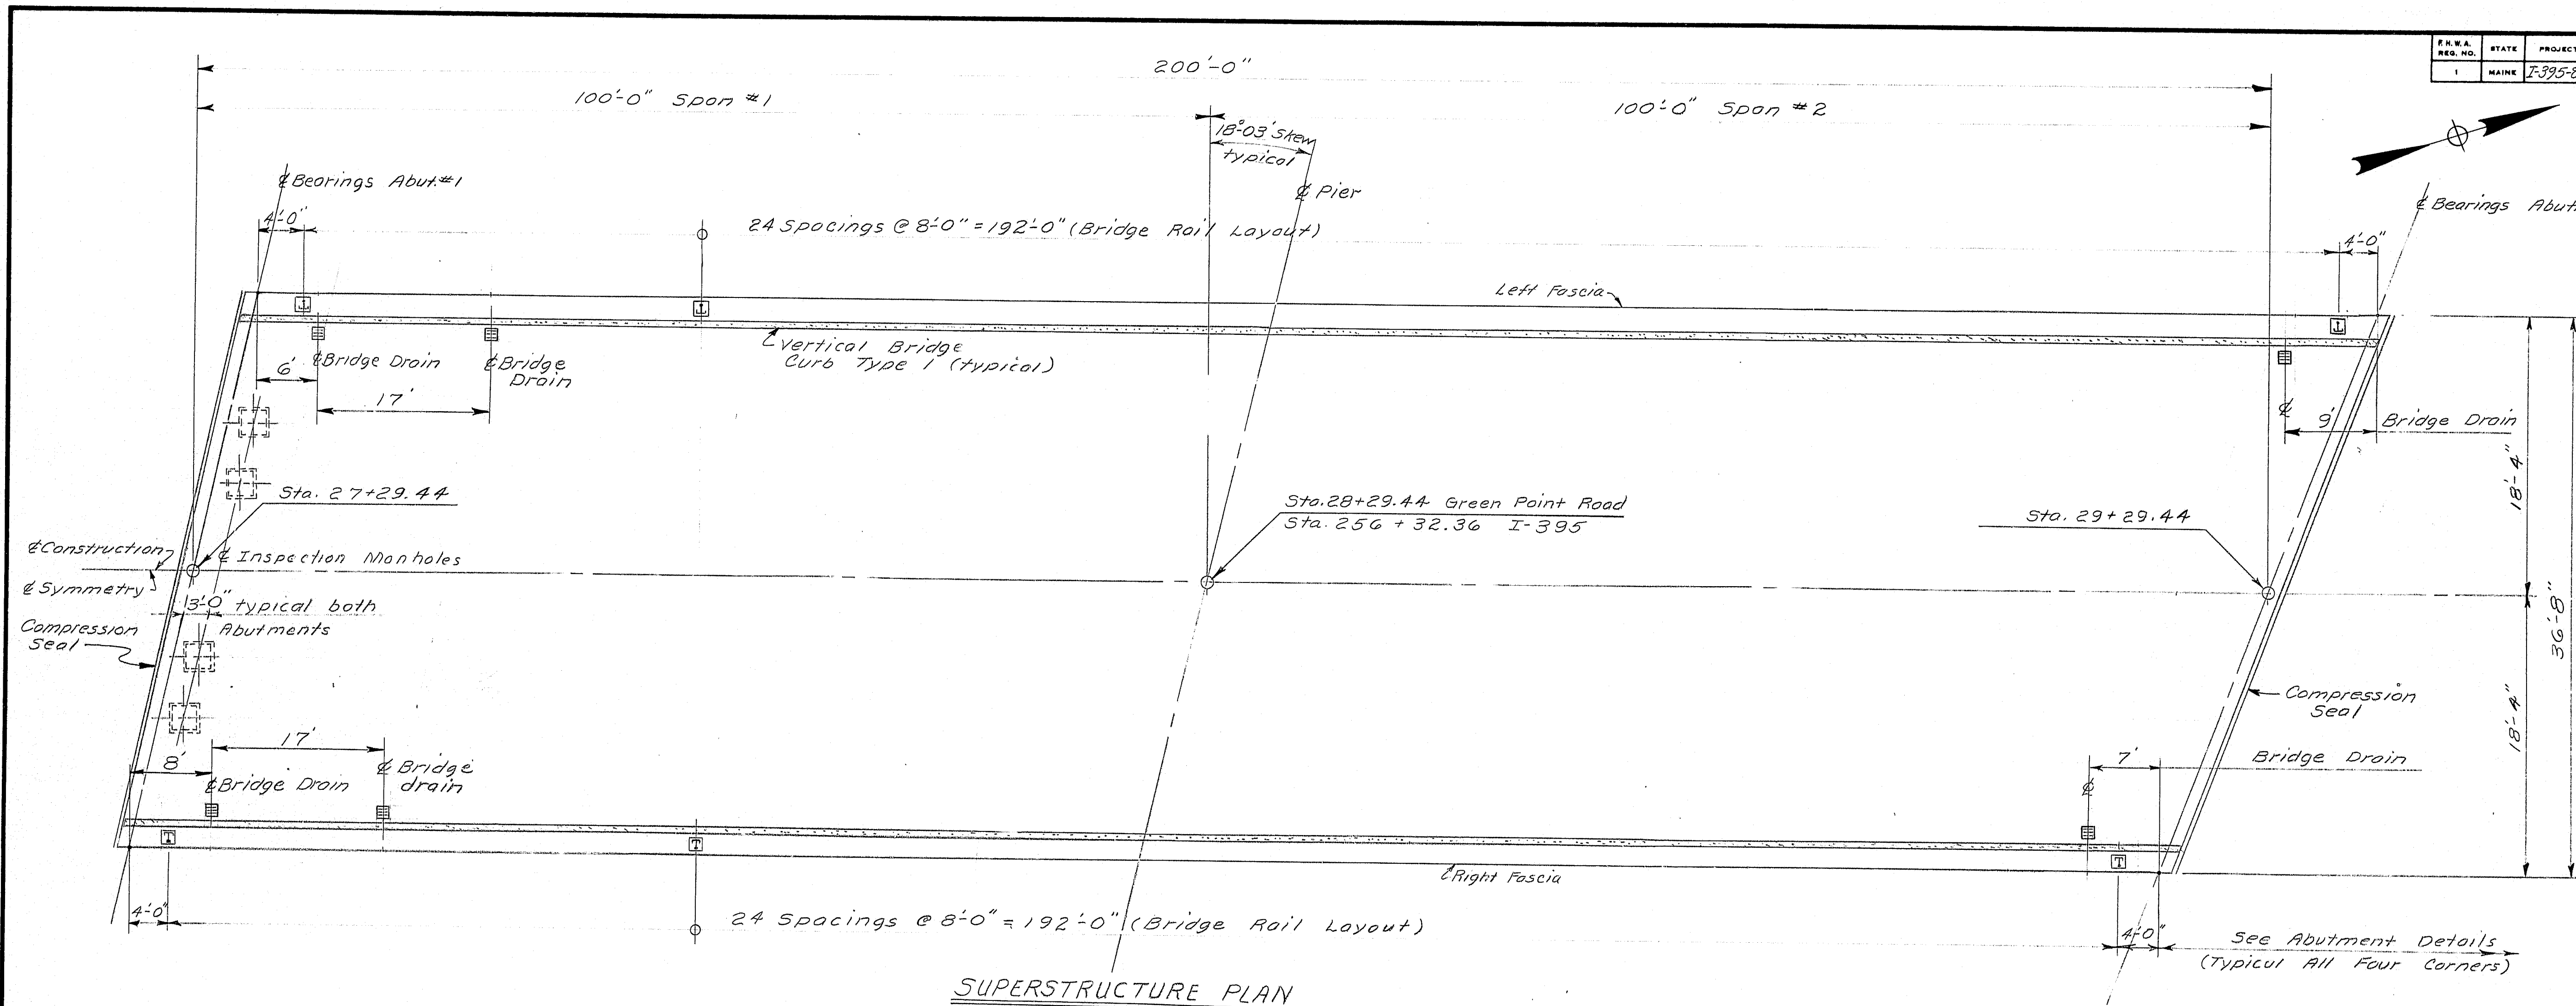 F.H.W.A. REG. NO.
STATE
PROJECT
1
MAINE
I-395-8
200'-0"
100'-0" Span #1
100'-0" Span #2
18°-03' Skew
typical
℄ Bearings Abut.#1
℄ Pier
℄ Bearings Abut.
4'-0"
24 Spacings @ 8'-0" = 192'-0" (Bridge Rail Layout)
4'-0"
Left Fascia
Vertical Bridge
Curb Type 1 (typical)
℄ Bridge Drain
℄ Bridge
Drain
6'
17'
℄
9'
Bridge Drain
18'-4"
Sta. 27+29.44
Sta. 28+29.44 Green Point Road
Sta. 256 + 32.36 I-395
Sta. 29+29.44
℄ Construction
℄ Inspection Manholes
℄ Symmetry
3'-0" typical both
Abutments
Compression
Seal
36'-8"
18'-4"
Compression
Seal
17'
8'
℄ Bridge Drain
℄ Bridge
drain
7'
Bridge Drain
℄
Right Fascia
4'-0"
24 Spacings @ 8'-0" = 192'-0" (Bridge Rail Layout)
4'-0"
See Abutment Details
(Typical All Four Corners)
SUPERSTRUCTURE PLAN